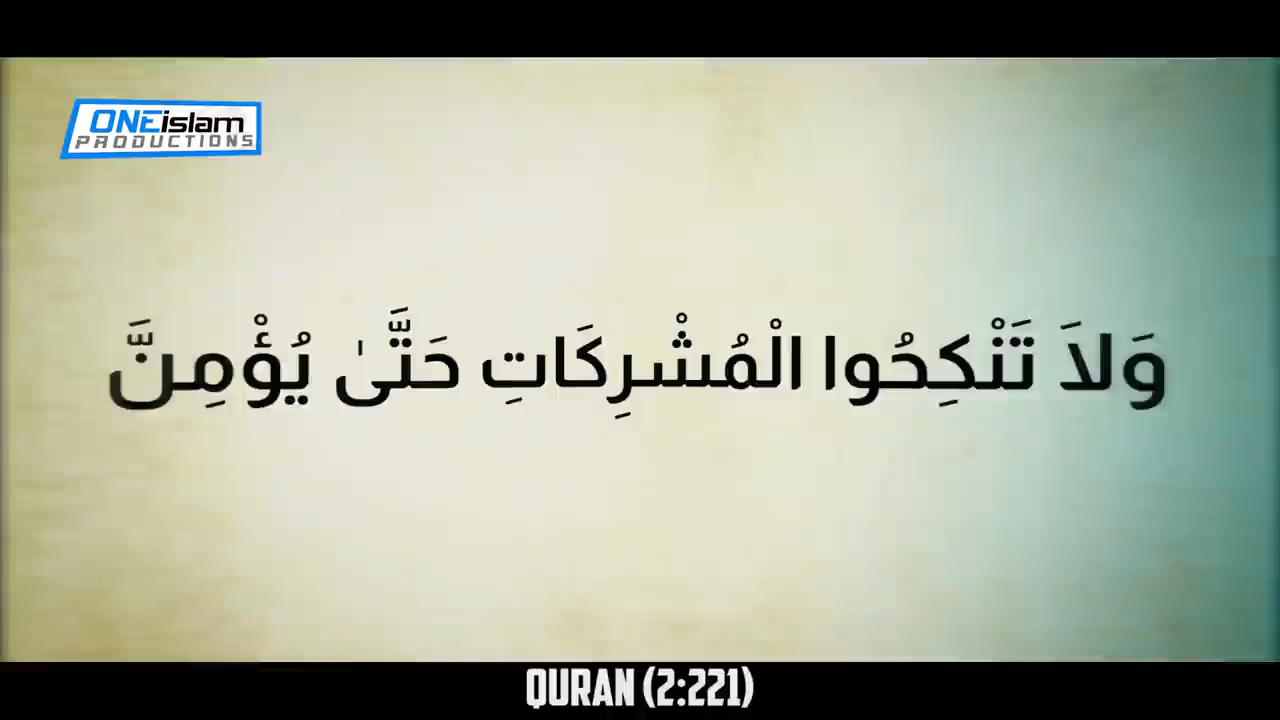 ONEislam
PRODUCTIONS
وَلاَ تَنْكِحُوا الْمُشْرِكَاتِ حَتَّىٰ يُؤْمِنَّ
QURAN (2:221)